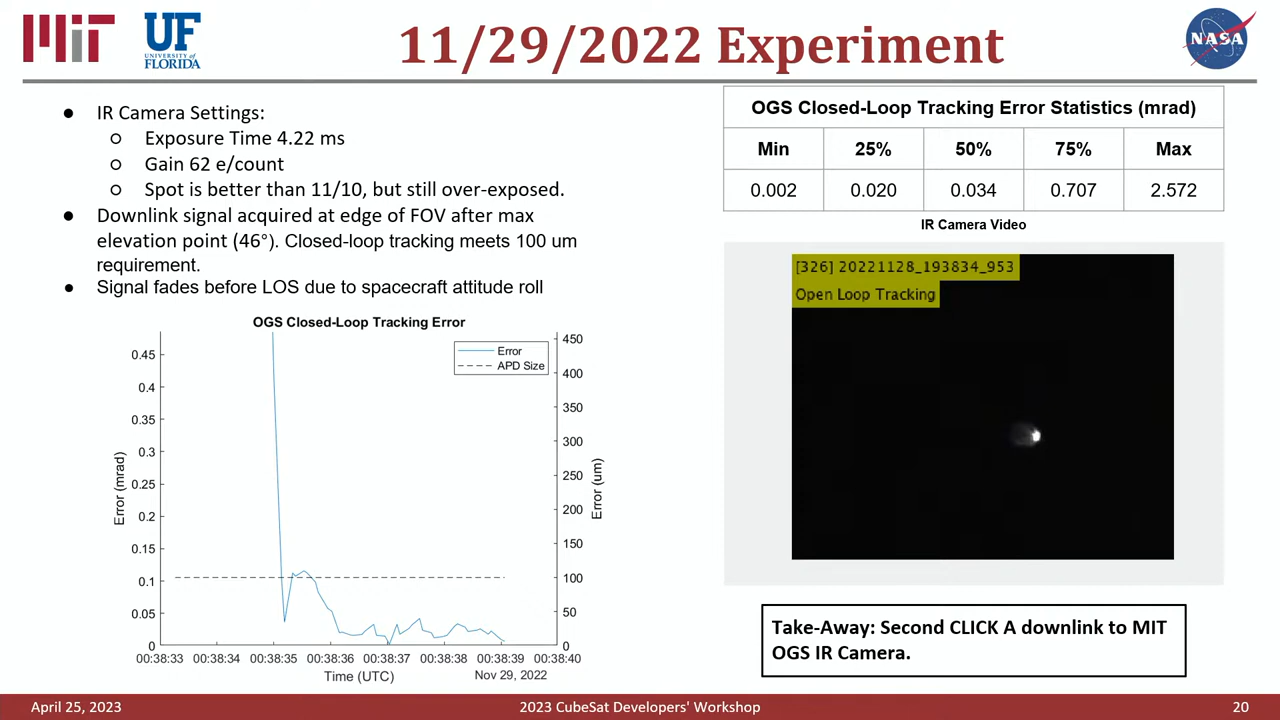 MIT
UF
UNIVERSITY of
FLORIDA
11/29/2022 Experiment
NASA
● IR Camera Settings:
○ Exposure Time 4.22 ms
○ Gain 62 e/count
○ Spot is better than 11/10, but still over-exposed.
● Downlink signal acquired at edge of FOV after max
elevation point (46°). Closed-loop tracking meets 100 um
requirement.
● Signal fades before LOS due to spacecraft attitude roll
OGS Closed-Loop Tracking Error
Error
APD Size
Error (mrad)
0.45
0.4
0.35
0.3
0.25
0.2
0.15
0.1
0.05
0
450
400
350
300
250
200
150
100
50
0
Error (um)
00:38:33 00:38:34 00:38:35 00:38:36 00:38:37 00:38:38 00:38:39 00:38:40
Time (UTC)
Nov 29, 2022
OGS Closed-Loop Tracking Error Statistics (mrad)
Min 25% 50% 75% Max
0.002 0.020 0.034 0.707 2.572
IR Camera Video
[326] 20221128_193834_953
Open Loop Tracking
Take-Away: Second CLICK A downlink to MIT
OGS IR Camera.
April 25, 2023
2023 CubeSat Developers' Workshop
20